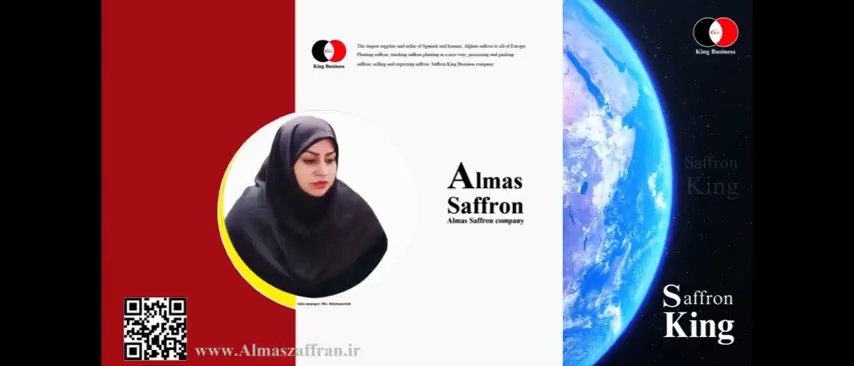 King Business
The largest supplier and seller of Spanish and Iranian, Afghan saffron to all of Europe
Planting saffron, teaching saffron planting in a new way, processing and packing
saffron, selling and exporting saffron. Saffron King Business company
Almas
Saffron
Almas Saffron company
www.Almaszaffran.ir
King Business
Saffron
King
Saffron
King